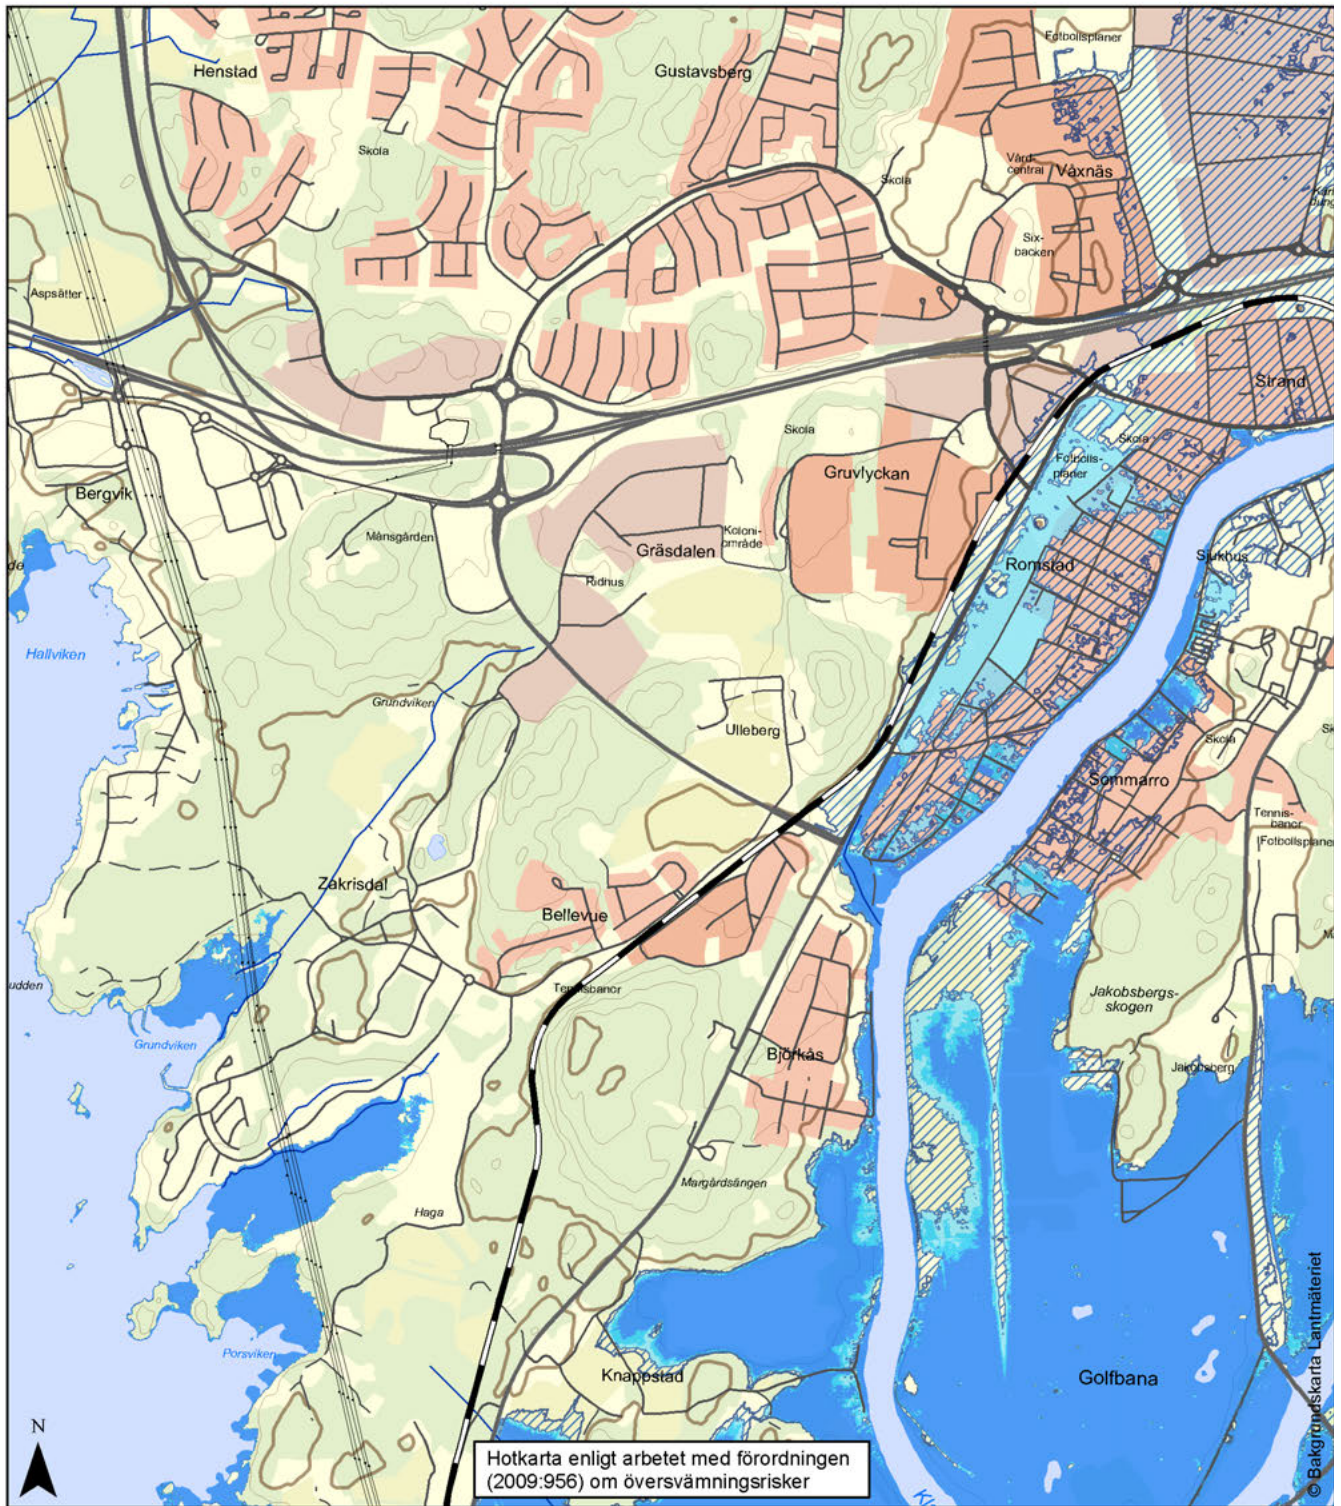 Fotbollsplaner
Henstad
Gustavsberg
Skola
Vård-
central
Våxnäs
Skola
Six-
backen
Aspsätter
Strand
Skola
Skola
Gruvlyckan
Fotbolls-
planer
Bergvik
Månsgården
Koloni-
område
Gräsdalen
Sjukhus
Romstad
Ridhus
Hallviken
Grundviken
Ulleberg
Skola
Sommarro
Tennis-
banor
Fotbollsplaner
Zakrisdal
Bellevue
udden
Tennisbanor
Jakobsbergs-
skogen
Grundviken
Björkås
Jakobsberg
Margårdsängen
Haga
Porsviken
Knappstad
Golfbana
N
Hotkarta enligt arbetet med förordningen
(2009:956) om översvämningsrisker
© Bakgrundskarta Lantmäteriet